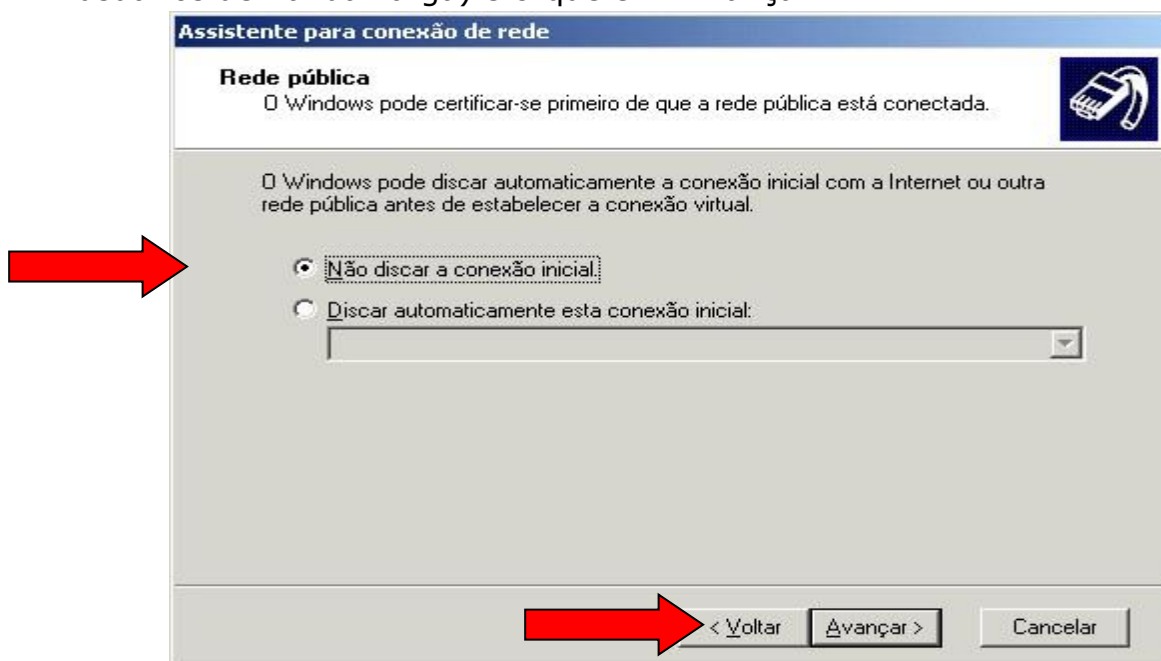 Assistente para conexão de rede
Rede pública
O Windows pode certificar-se primeiro de que a rede pública está conectada.
O Windows pode discar automaticamente a conexão inicial com a Internet ou outra
rede pública antes de estabelecer a conexão virtual.
Não discar a conexão inicial.
Discar automaticamente esta conexão inicial:
< Voltar Avançar > Cancelar